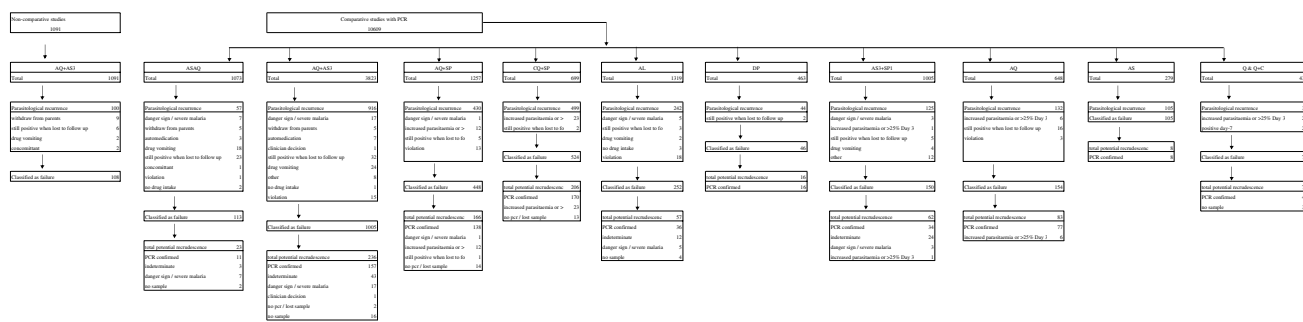 Non-comparative studies
1091
Comparative studies with PCR
10609
AQ+AS3
Total 1091
Parasitological recurrence 100
withdraw from parents 9
still positive when lost to follow up 6
drug vomiting 2
concommittant 2
Classified as failure 108
ASAQ
Total 1073
Parasitological recurrence 57
danger sign / severe malaria 7
withdraw from parents 5
automedication 3
drug vomiting 18
still positive when lost to follow up 23
concommitant 1
violation 1
no drug intake 2
Classified as failure 113
total potential recrudescence 23
PCR confirmed 11
indeterminate 3
danger sign / severe malaria 7
no sample 2
AQ+AS3
Total 3823
Parasitological recurrence 916
danger sign / severe malaria 17
withdraw from parents 5
automedication 7
clinician decision 1
still positive when lost to follow up 32
drug vomiting 24
other 8
no drug intake 1
violation 15
Classified as failure 1005
total potential recrudescence 236
PCR confirmed 157
indeterminate 43
danger sign / severe malaria 17
clinician decision 1
no pcr / lost sample 2
no sample 16
AQ+SP
Total 1257
Parasitological recurrence 430
danger sign / severe malaria 1
increased parasitaemia or > 12
still positive when lost to fo 5
violation 13
Classified as failure 448
total potential recrudescenc 166
PCR confirmed 138
danger sign / severe malaria 1
increased parasitaemia or > 12
still positive when lost to fo 1
no pcr / lost sample 14
CQ+SP
Total 699
Parasitological recurrence 499
increased parasitaemia or > 23
still positive when lost to fo 2
Classified as failure 524
total potential recrudescenc 206
PCR confirmed 170
increased parasitaemia or > 23
no pcr / lost sample 13
AL
Total 1319
Parasitological recurrence 242
danger sign / severe malaria 5
still positive when lost to fo 3
drug vomiting 2
no drug intake 3
violation 18
Classified as failure 252
total potential recrudescenc 57
PCR confirmed 36
indeterminate 12
danger sign / severe malaria 5
no sample 4
DP
Total 463
Parasitological recurrence 44
still positive when lost to follow up 2
Classified as failure 46
total potential recrudescence 16
PCR confirmed 16
AS3+SP1
Total 1005
Parasitological recurrence 125
danger sign / severe malaria 3
increased parasitaemia or >25% Day 3 1
still positive when lost to follow up 5
drug vomiting 4
other 12
Classified as failure 150
total potential recrudescence 62
PCR confirmed 34
indeterminate 24
danger sign / severe malaria 3
increased parasitaemia or >25% Day 3 1
AQ
Total 648
Parasitological recurrence 132
increased parasitaemia or >25% Day 3 6
still positive when lost to follow up 16
violation 3
Classified as failure 154
total potential recrudescence 83
PCR confirmed 77
increased parasitaemia or >25% Day 3 6
AS
Total 279
Parasitological recurrence 105
Classified as failure 105
total potential recrudescence 8
PCR confirmed 8
Q & Q+C
Total
Parasitological recurrence
increased parasitaemia or >25% Day 3
positive day-7
Classified as failure
total potential recrudescence
PCR confirmed
no sample